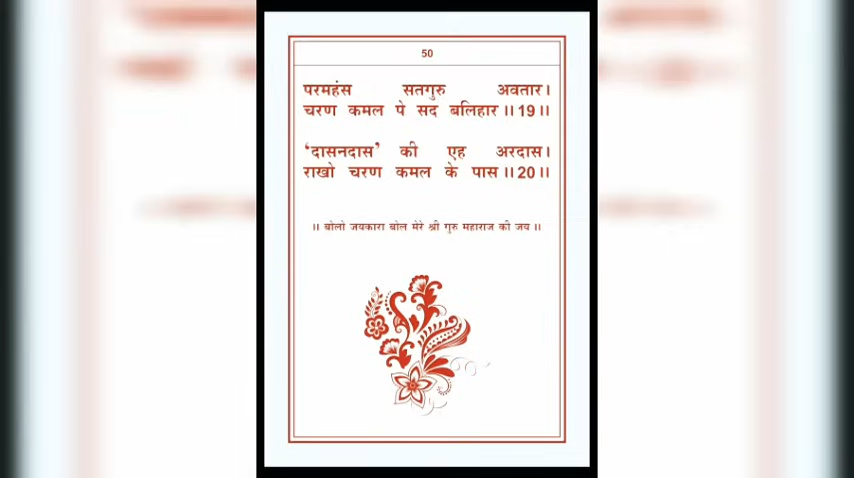 50
परमहंस सतगुरु अवतार।
चरण कमल पे सद बलिहार॥19॥
‘दासनदास’ की एह अरदास।
राखो चरण कमल के पास॥20॥
॥ बोलो जयकारा बोल मेरे श्री गुरु महाराज की जय ॥